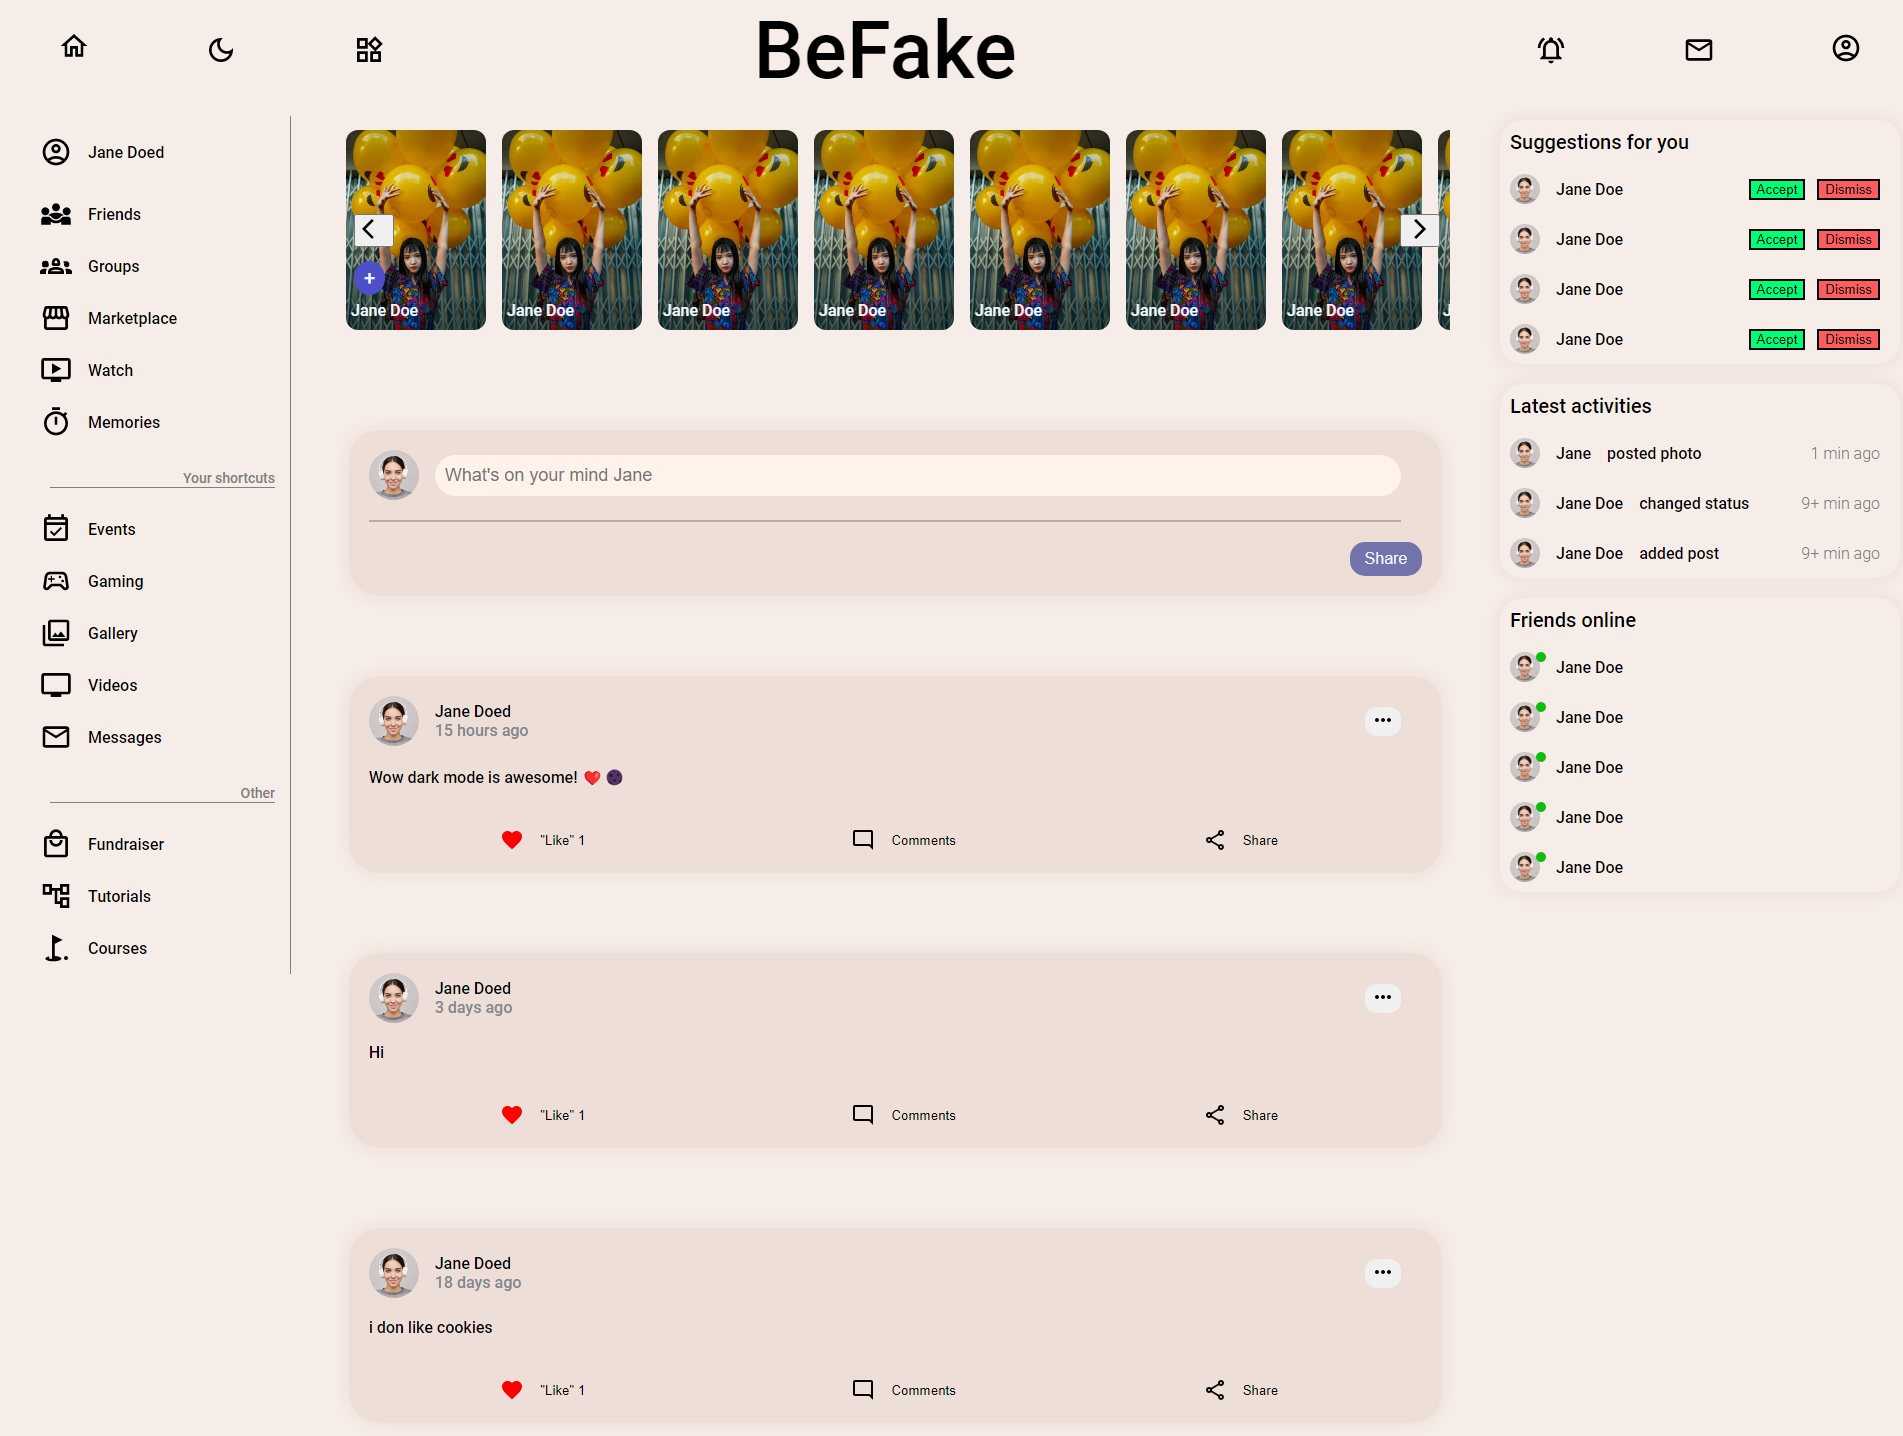 BeFake
Jane Doed
Friends
Groups
Marketplace
Watch
Memories
Your shortcuts
Events
Gaming
Gallery
Videos
Messages
Other
Fundraiser
Tutorials
Courses
+
Jane Doe
Jane Doe
Jane Doe
Jane Doe
Jane Doe
Jane Doe
Jane Doe
J
What's on your mind Jane
Share
Jane Doed
15 hours ago
Wow dark mode is awesome! ❤️ 🌚
"Like" 1 Comments Share
Jane Doed
3 days ago
Hi
"Like" 1 Comments Share
Jane Doed
18 days ago
i don like cookies
"Like" 1 Comments Share
Suggestions for you
Jane Doe Accept Dismiss
Jane Doe Accept Dismiss
Jane Doe Accept Dismiss
Jane Doe Accept Dismiss
Latest activities
Jane posted photo 1 min ago
Jane Doe changed status 9+ min ago
Jane Doe added post 9+ min ago
Friends online
Jane Doe
Jane Doe
Jane Doe
Jane Doe
Jane Doe